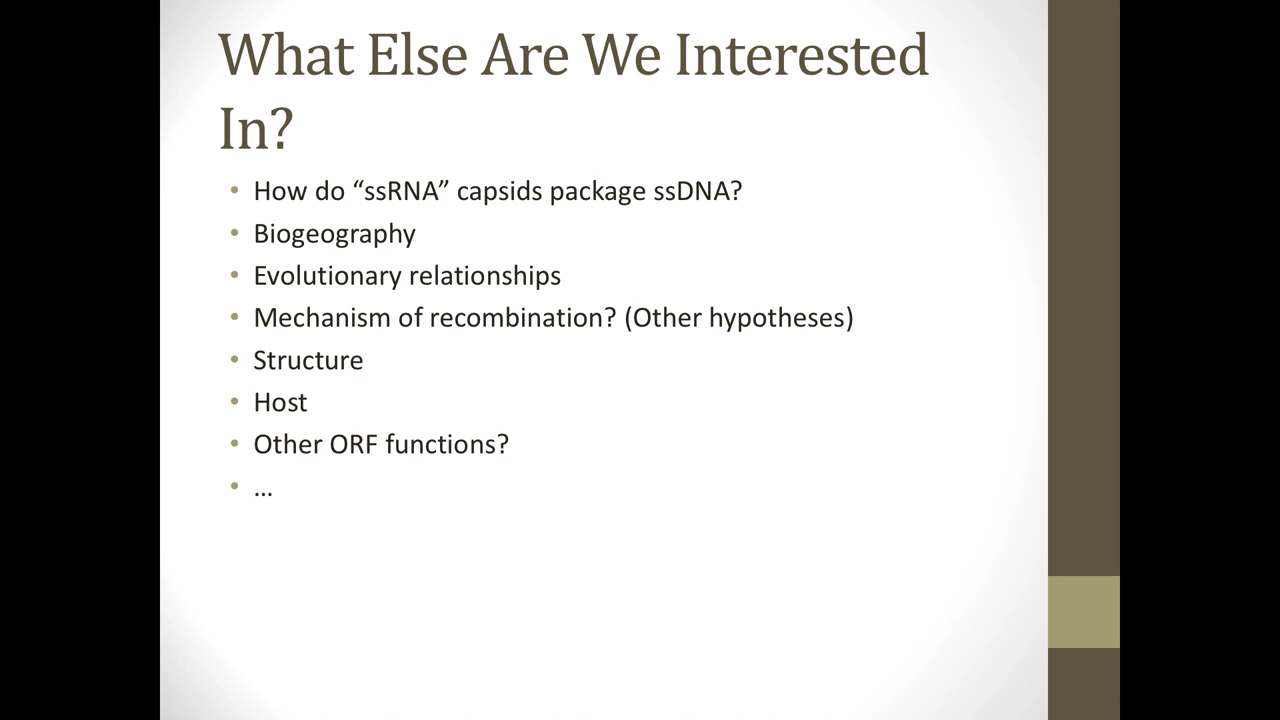 What Else Are We Interested
In?
• How do “ssRNA” capsids package ssDNA?
• Biogeography
• Evolutionary relationships
• Mechanism of recombination? (Other hypotheses)
• Structure
• Host
• Other ORF functions?
• …